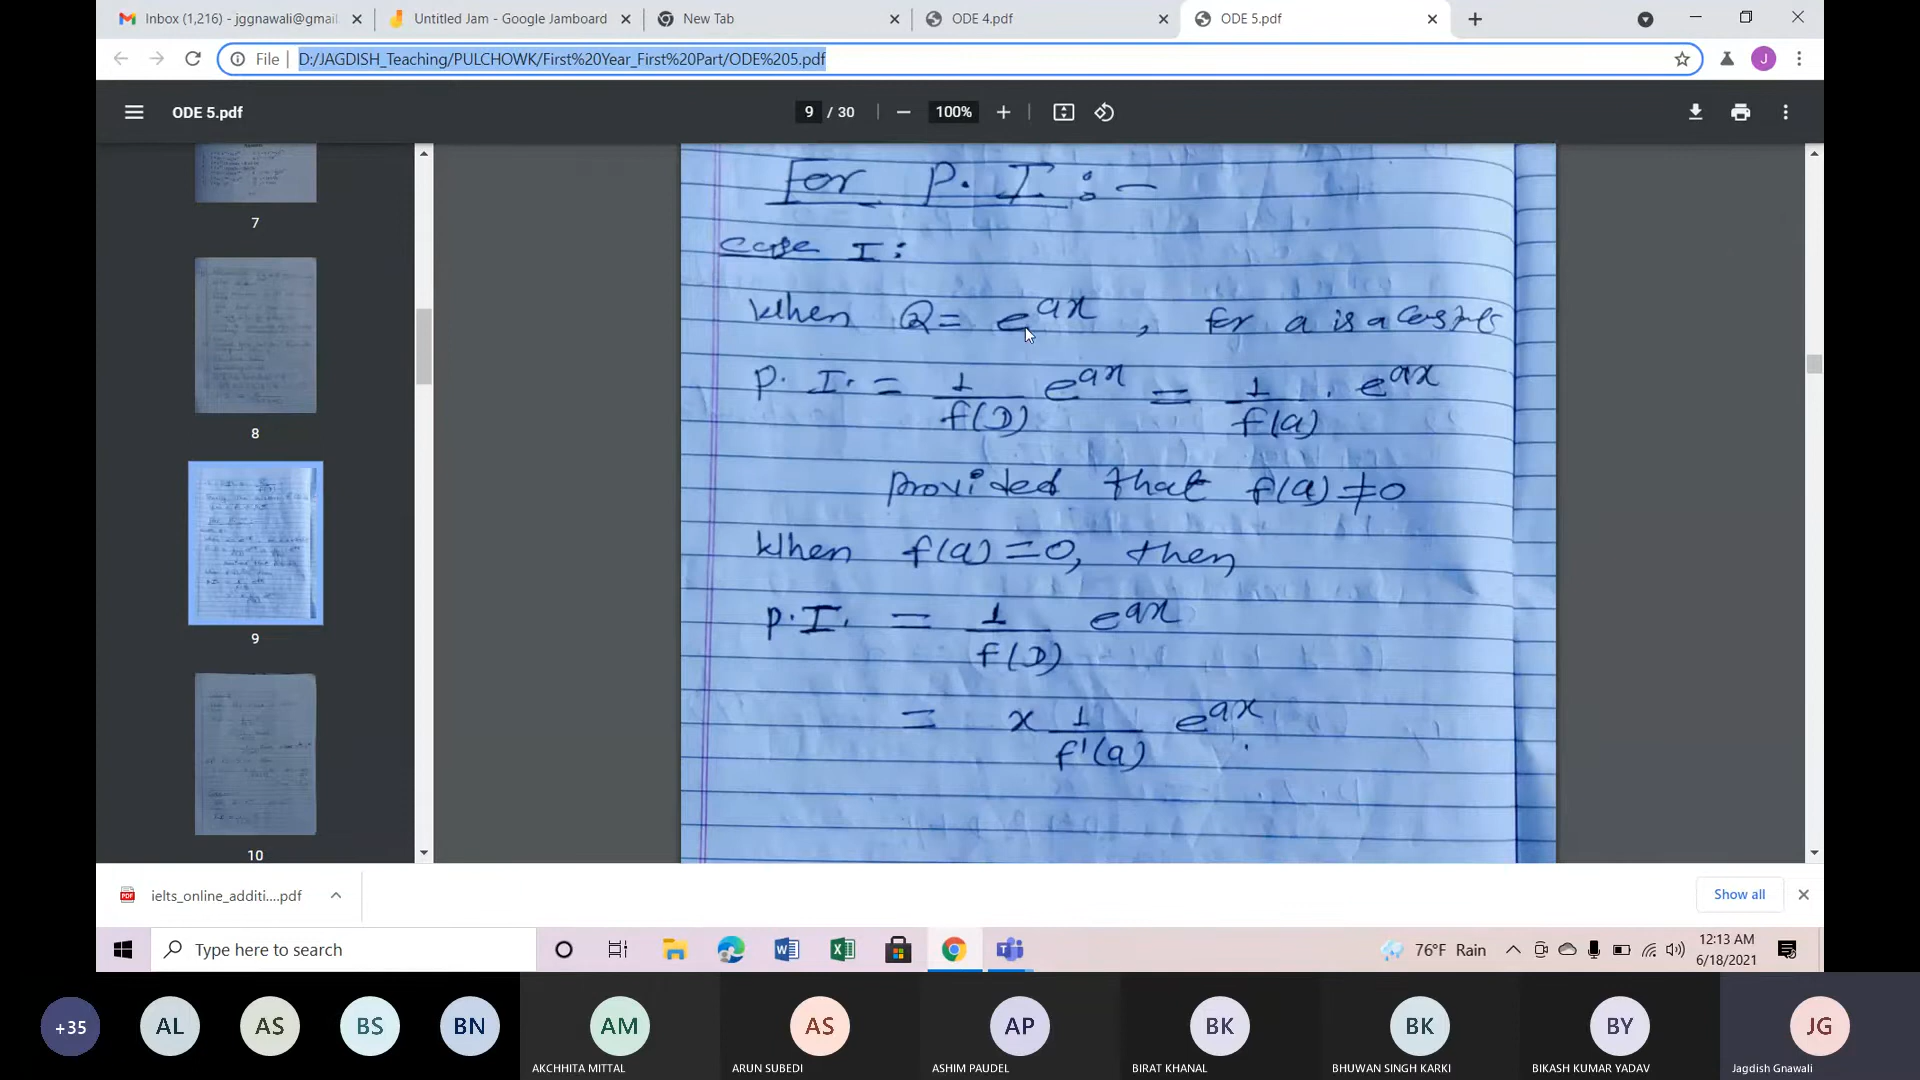 Inbox (1,216) - jggnawali@gmai
Untitled Jam - Google Jamboard
New Tab
ODE 4.pdf
ODE 5.pdf
File | D:/JAGDISH_Teaching/PULCHOWK/First%20Year_First%20Part/ODE%205.pdf
J
ODE 5.pdf
9 / 30
100%
7
8
9
10
For P. I :-
Case I :
When Q = e^ax , for a is a
P. I. = 1/f(D) e^ax = 1/f(a) . e^ax
provided that f(a) ≠ 0
When f(a) = 0, then
P. I. = 1/f(D) e^ax
= x 1/f'(a) e^ax .
ielts_online_additi....pdf
Show all
Type here to search
76°F Rain
12:13 AM
6/18/2021
+35
AL
AS
BS
BN
AM
AS
AP
BK
BK
BY
JG
AKCHHITA MITTAL
ARUN SUBEDI
ASHIM PAUDEL
BIRAT KHANAL
BHUWAN SINGH KARKI
BIKASH KUMAR YADAV
Jagdish Gnawali